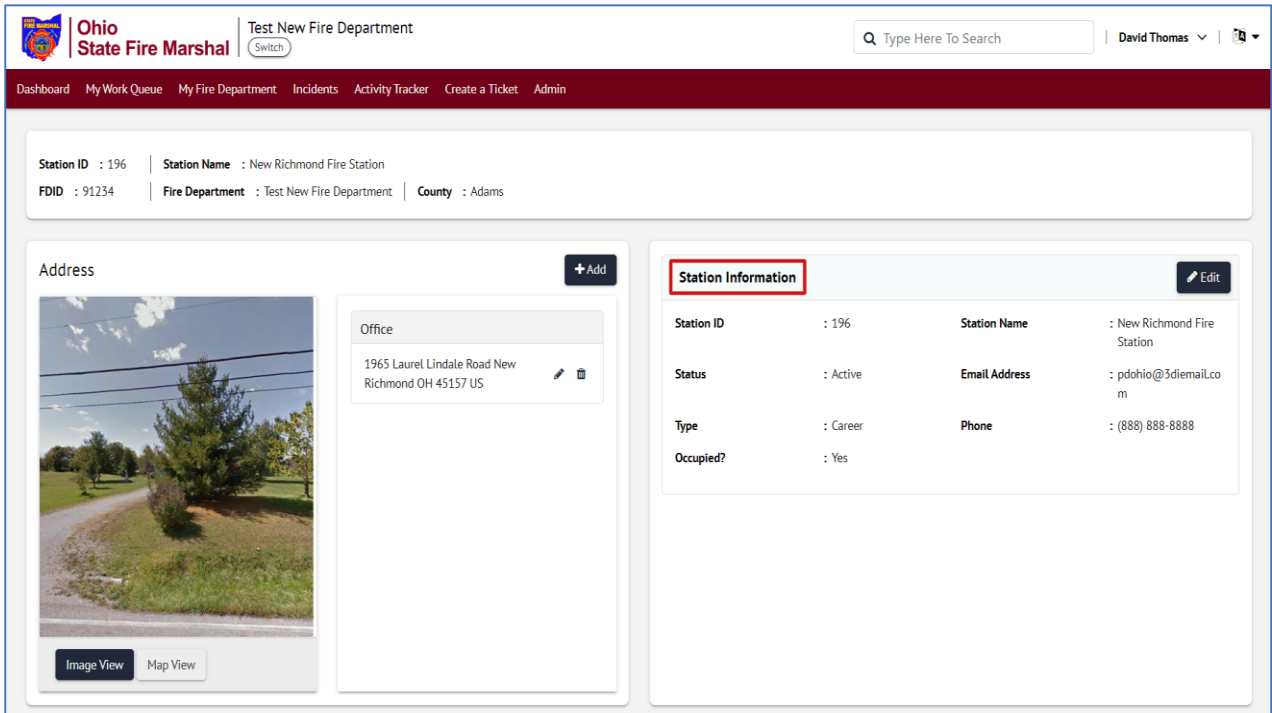 STATE
FIRE MARSHAL
Ohio
State Fire Marshal
Test New Fire Department
Switch
Type Here To Search
David Thomas
Dashboard My Work Queue My Fire Department Incidents Activity Tracker Create a Ticket Admin
Station ID : 196 Station Name : New Richmond Fire Station
FDID : 91234 Fire Department : Test New Fire Department County : Adams
Address
+Add
Office
1965 Laurel Lindale Road New
Richmond OH 45157 US
Image View Map View
Station Information
Edit
Station ID : 196 Station Name : New Richmond Fire
Station
Status : Active Email Address : pdohio@3diemail.co
m
Type : Career Phone : (888) 888-8888
Occupied? : Yes